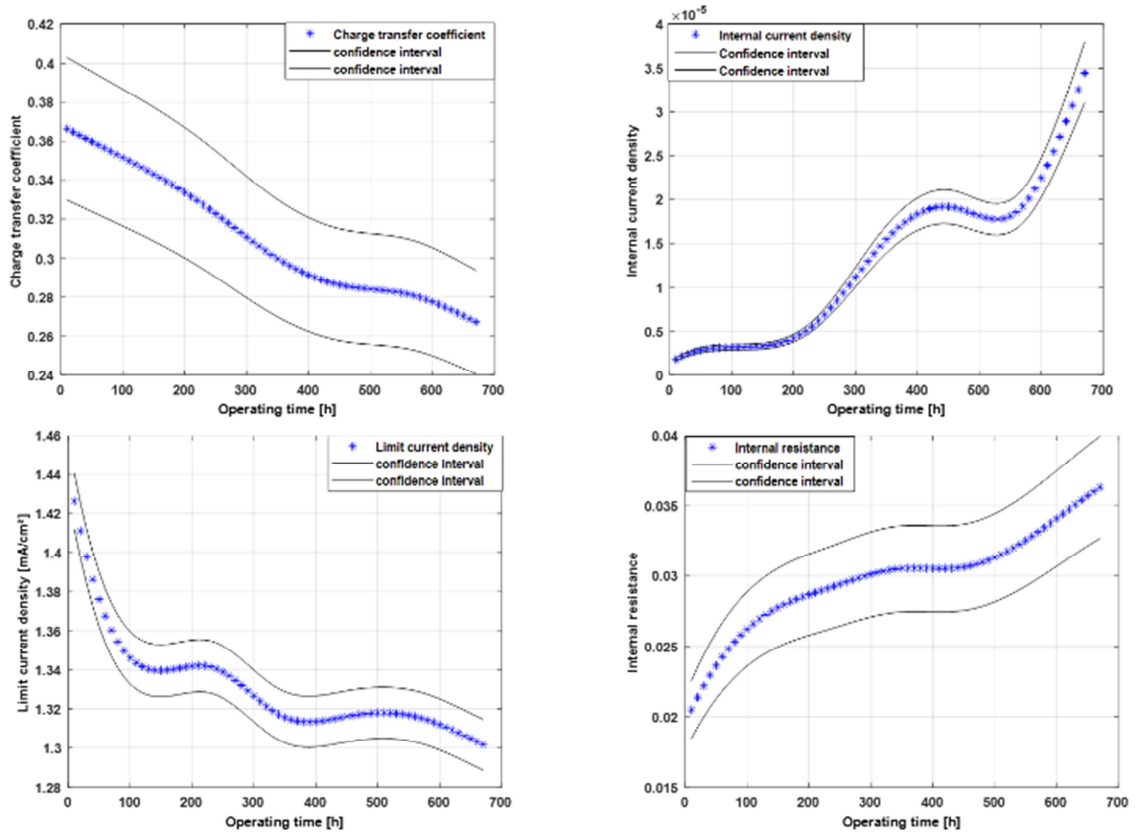 0.42
0.4
0.38
0.36
0.34
0.32
0.3
0.28
0.26
0.24
Charge transfer coefficient
Charge transfer coefficient
confidence interval
confidence interval
0 100 200 300 400 500 600 700
Operating time [h]
×10⁻⁵
4
3.5
3
2.5
2
1.5
1
0.5
0
Internal current density
Internal current density
Confidence interval
Confidence interval
0 100 200 300 400 500 600 700
Operating time [h]
1.46
1.44
1.42
1.4
1.38
1.36
1.34
1.32
1.3
1.28
Limit current density [mA/cm²]
Limit current density
confidence Interval
confidence Interval
0 100 200 300 400 500 600 700
Operating time [h]
0.04
0.035
0.03
0.025
0.02
0.015
Internal resistance
Internal resistance
confidence interval
confidence interval
0 100 200 300 400 500 600 700
Operating time [h]